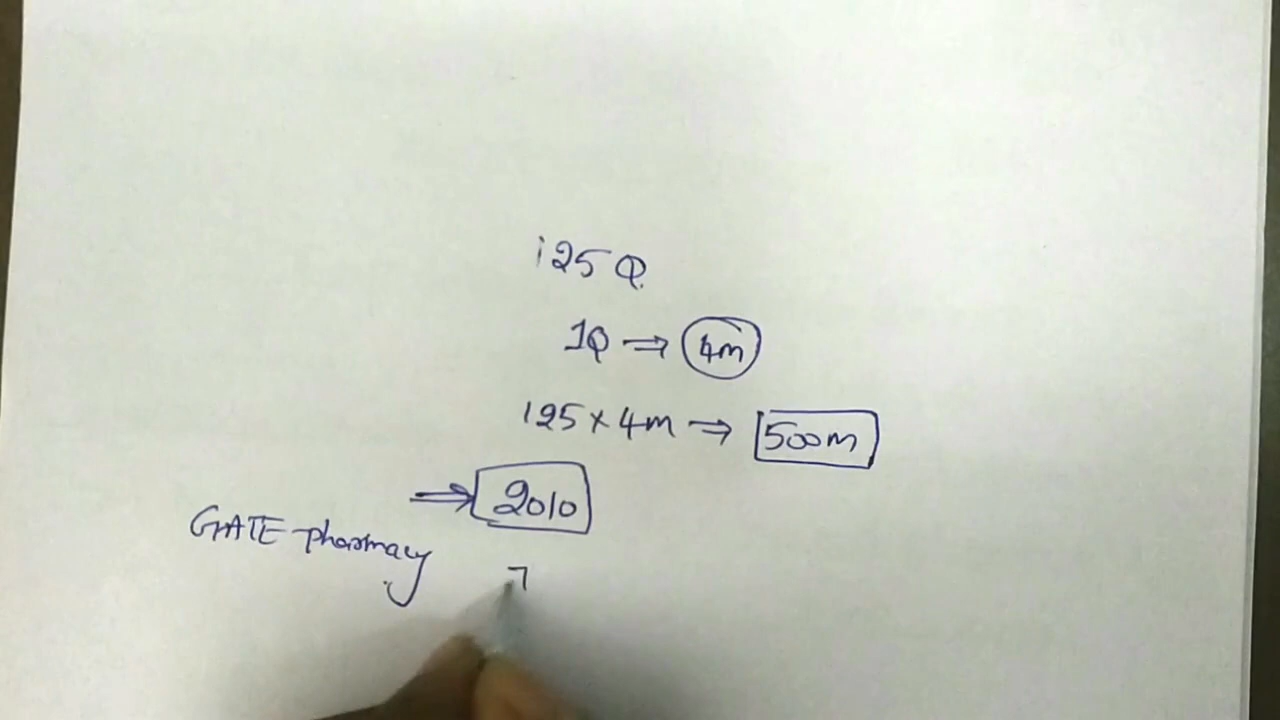 125 Q.
1Q ⇒ 4m
125 × 4m ⇒ 500m
⇒ 2010
GATE-pharmacy